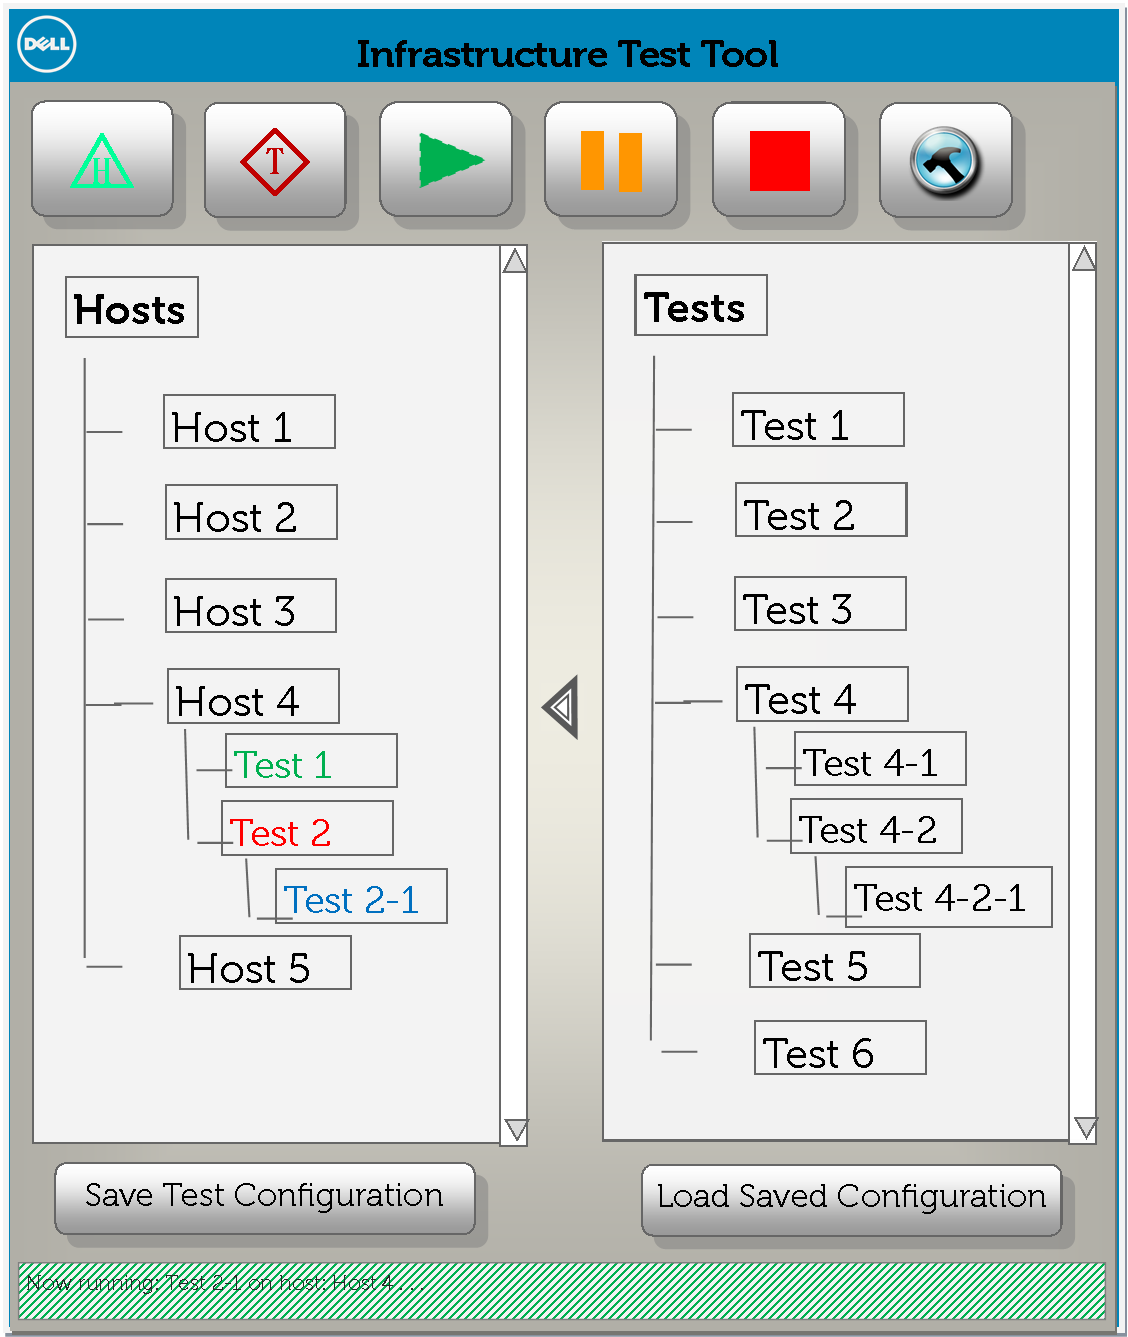 DELL
Infrastructure Test Tool
H
T
Hosts
Host 1
Host 2
Host 3
Host 4
Test 1
Test 2
Test 2-1
Host 5
Tests
Test 1
Test 2
Test 3
Test 4
Test 4-1
Test 4-2
Test 4-2-1
Test 5
Test 6
Save Test Configuration
Load Saved Configuration
Now running: Test 2-1 on host: Host 4 . . .